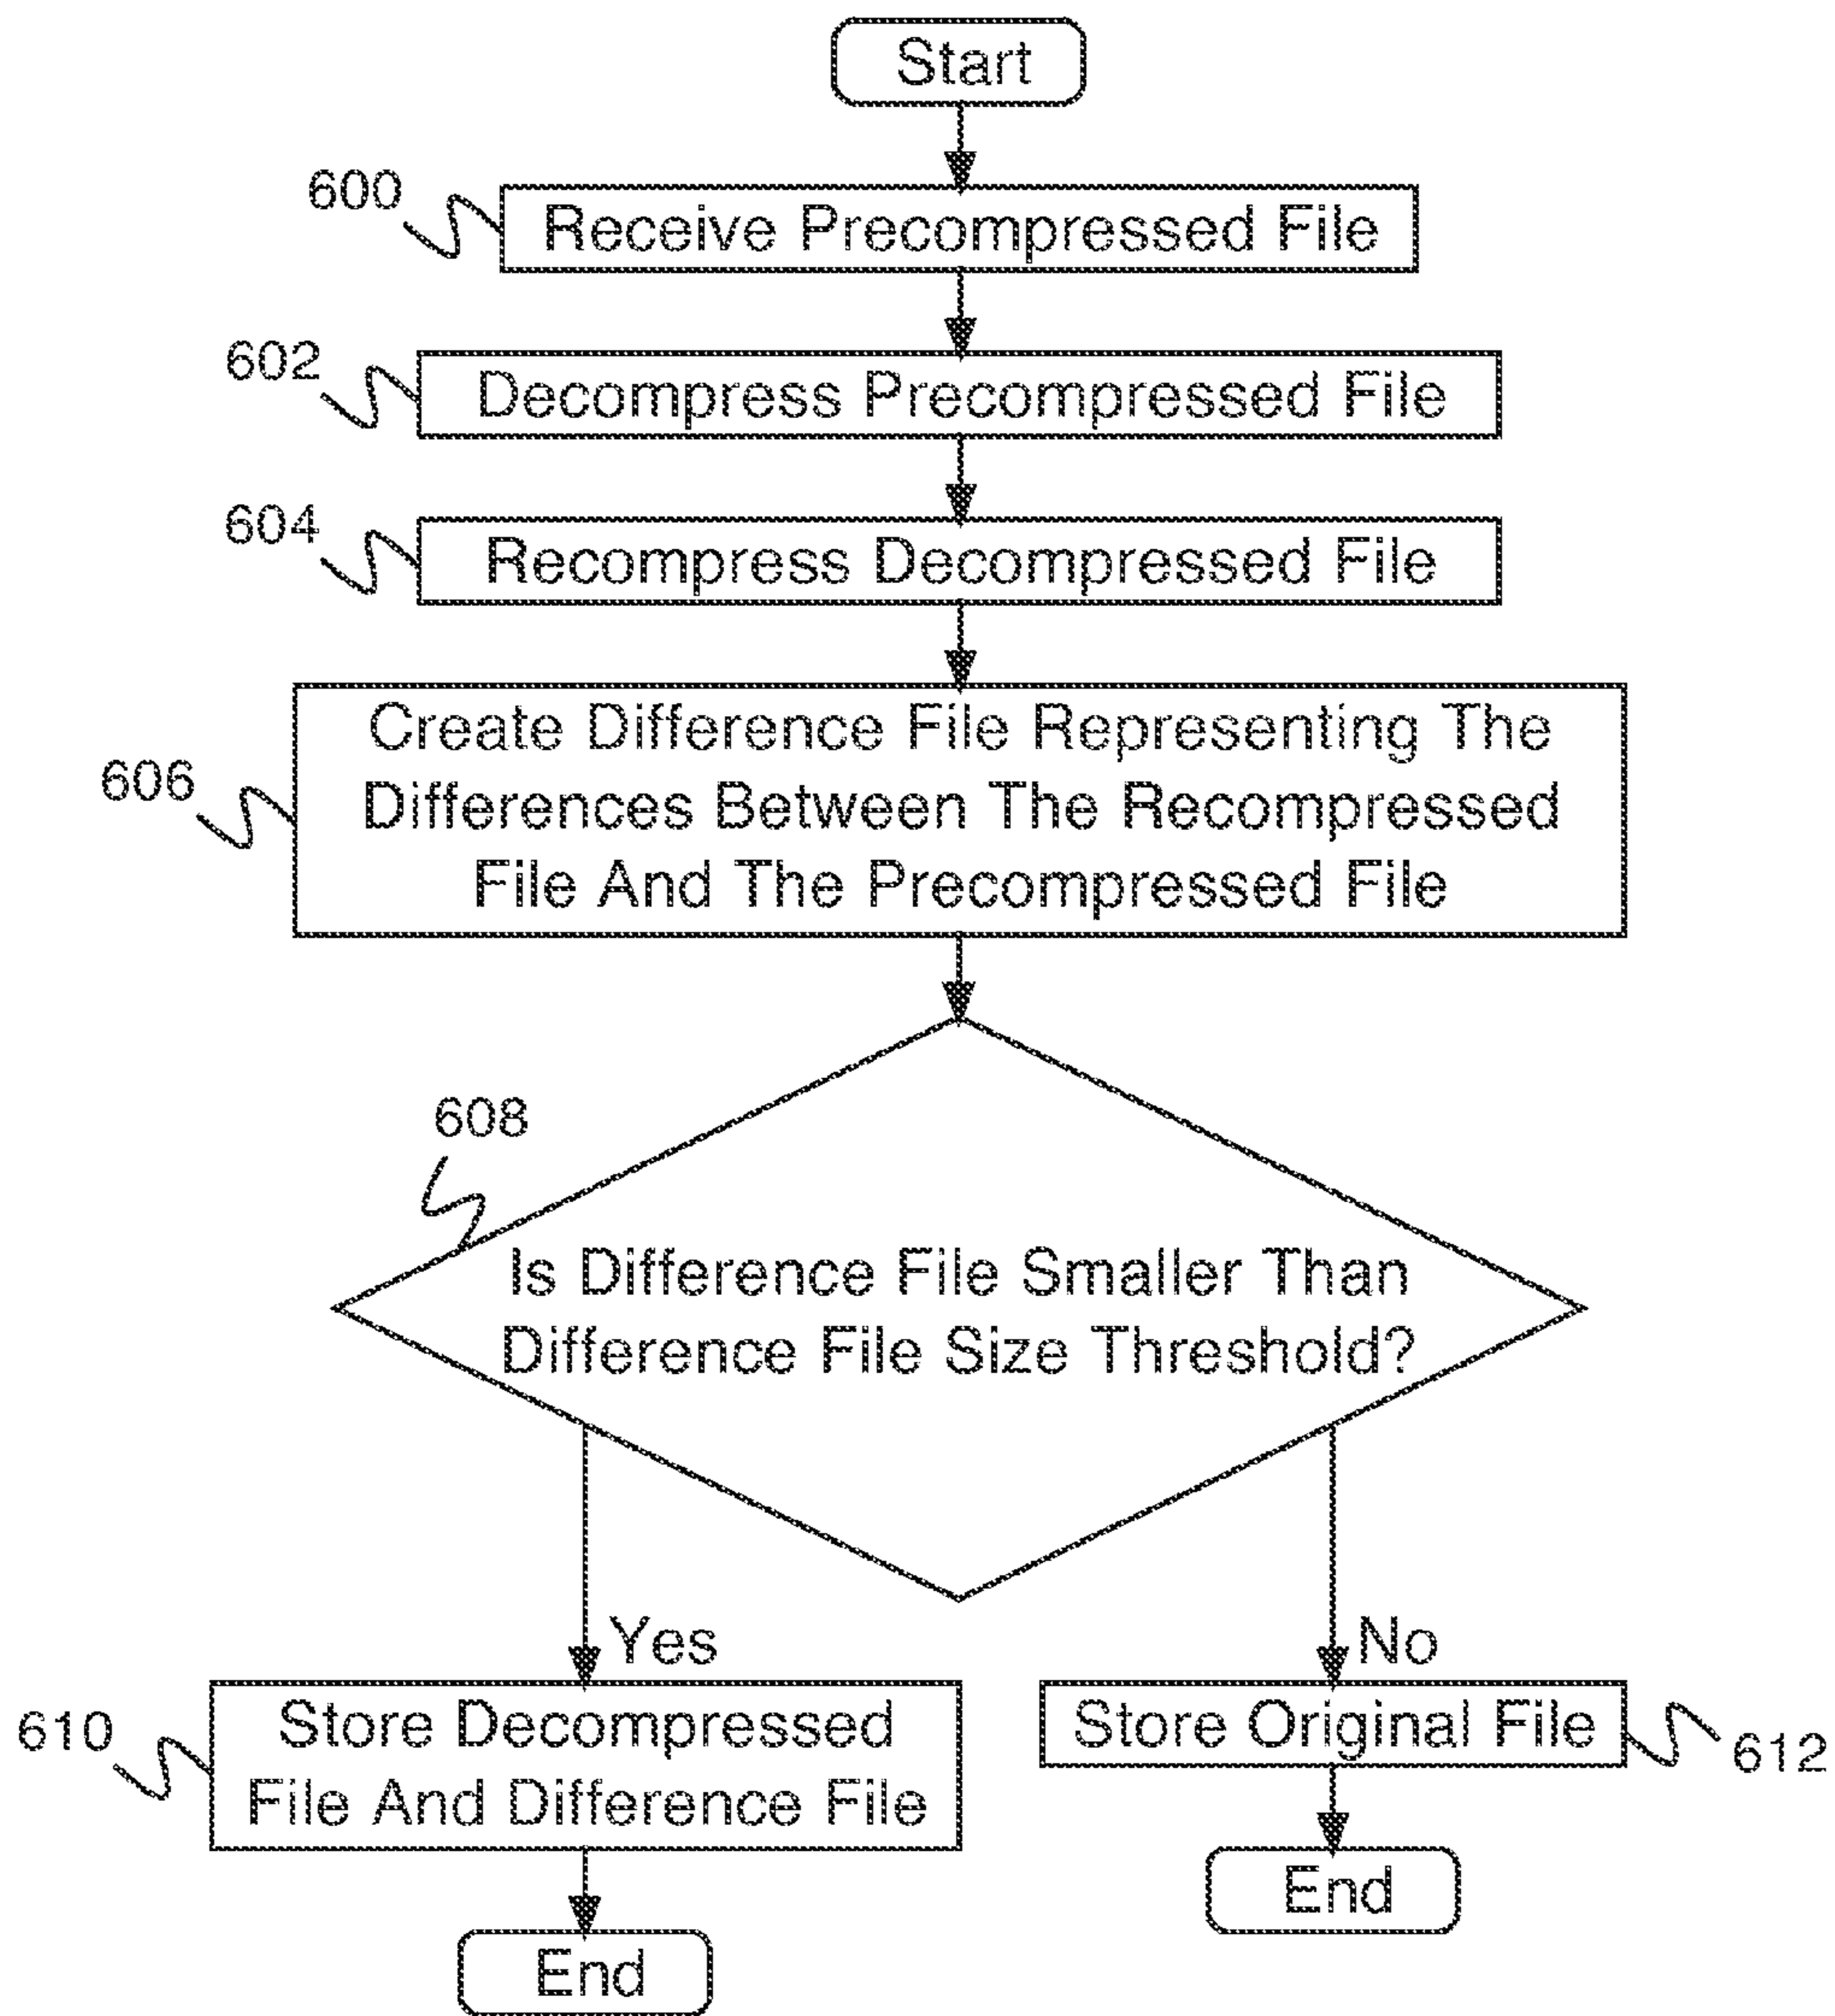 Start
600
Receive Precompressed File
602
Decompress Precompressed File
604
Recompress Decompressed File
606
Create Difference File Representing The
Differences Between The Recompressed
File And The Precompressed File
608
Is Difference File Smaller Than
Difference File Size Threshold?
Yes
No
610
Store Decompressed
File And Difference File
Store Original File
612
End
End